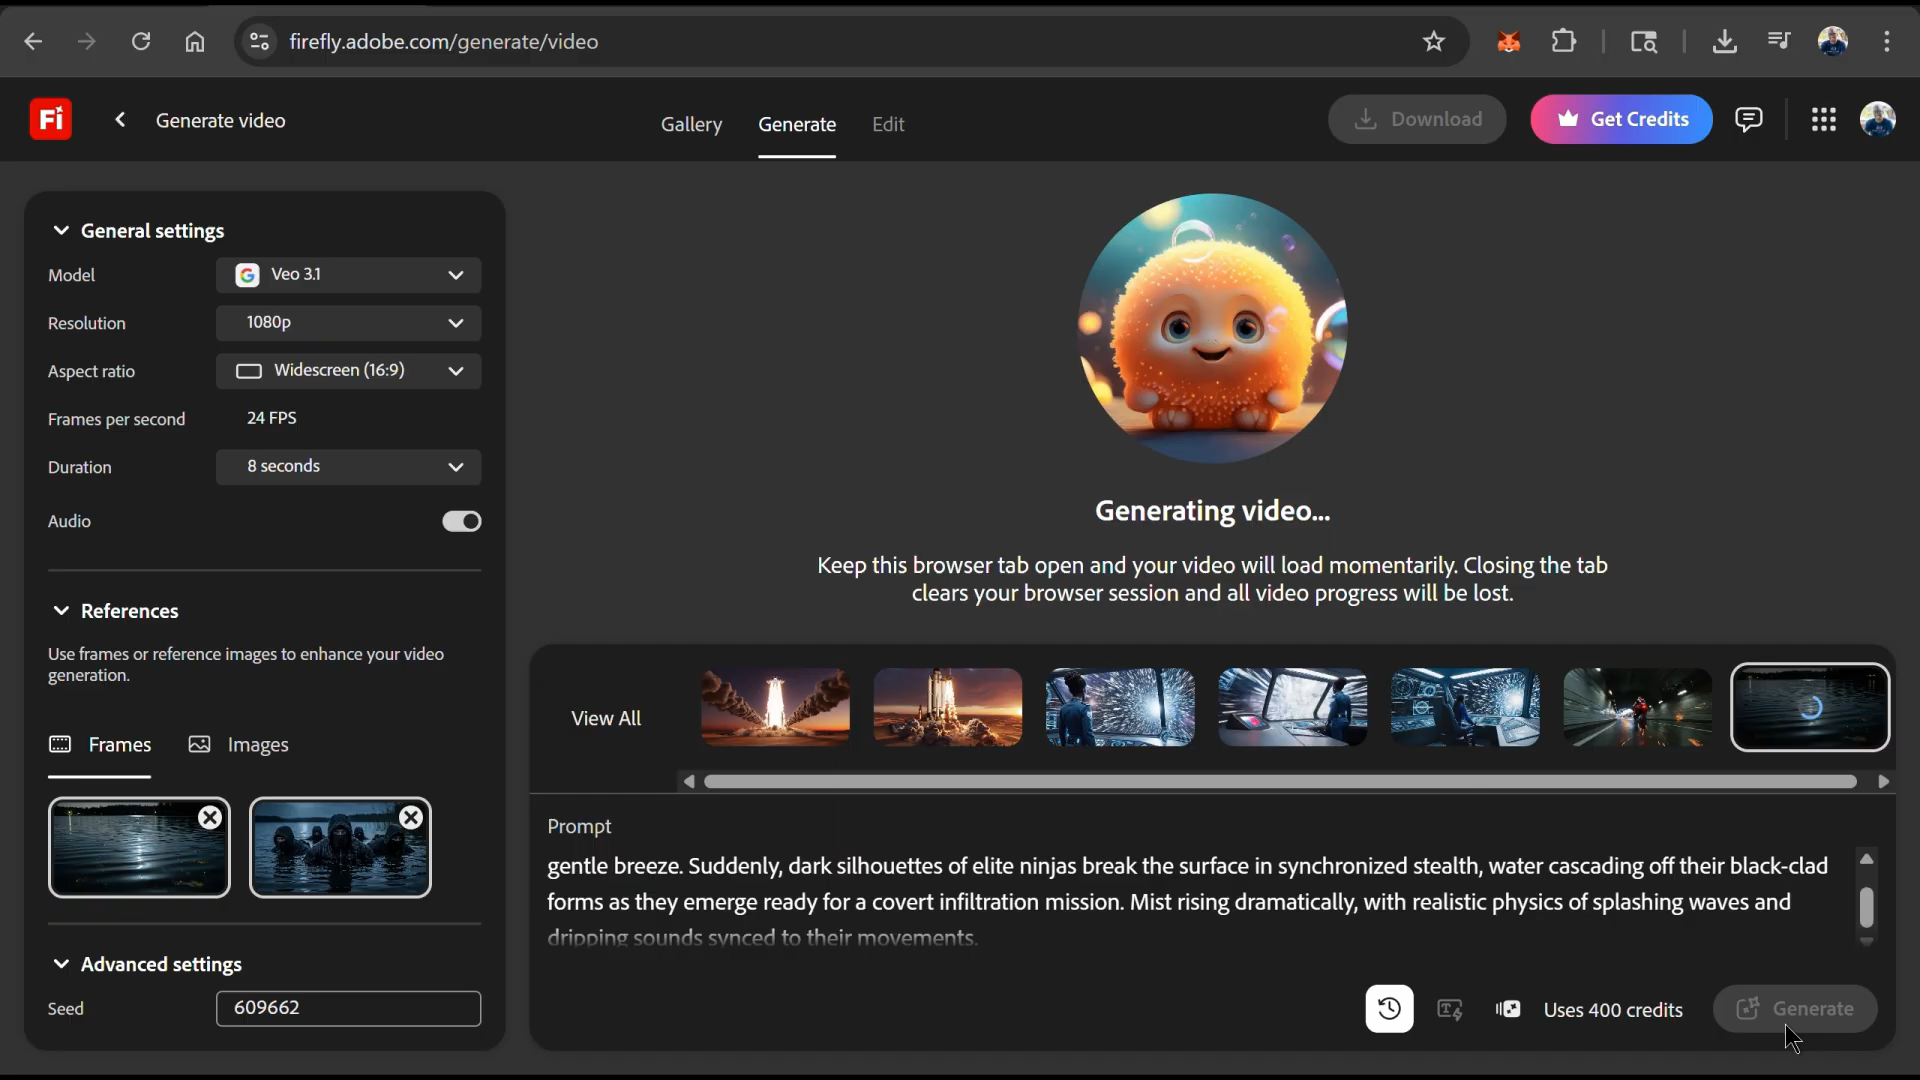 firefly.adobe.com/generate/video
Fi
Generate video
Gallery
Generate
Edit
Download
Get Credits
General settings
Model
Veo 3.1
Resolution
1080p
Aspect ratio
Widescreen (16:9)
Frames per second
24 FPS
Duration
8 seconds
Audio
References
Use frames or reference images to enhance your video
generation.
Frames
Images
Advanced settings
Seed
609662
Generating video...
Keep this browser tab open and your video will load momentarily. Closing the tab
clears your browser session and all video progress will be lost.
View All
Prompt
gentle breeze. Suddenly, dark silhouettes of elite ninjas break the surface in synchronized stealth, water cascading off their black-clad
forms as they emerge ready for a covert infiltration mission. Mist rising dramatically, with realistic physics of splashing waves and
dripping sounds synced to their movements.
Uses 400 credits
Generate